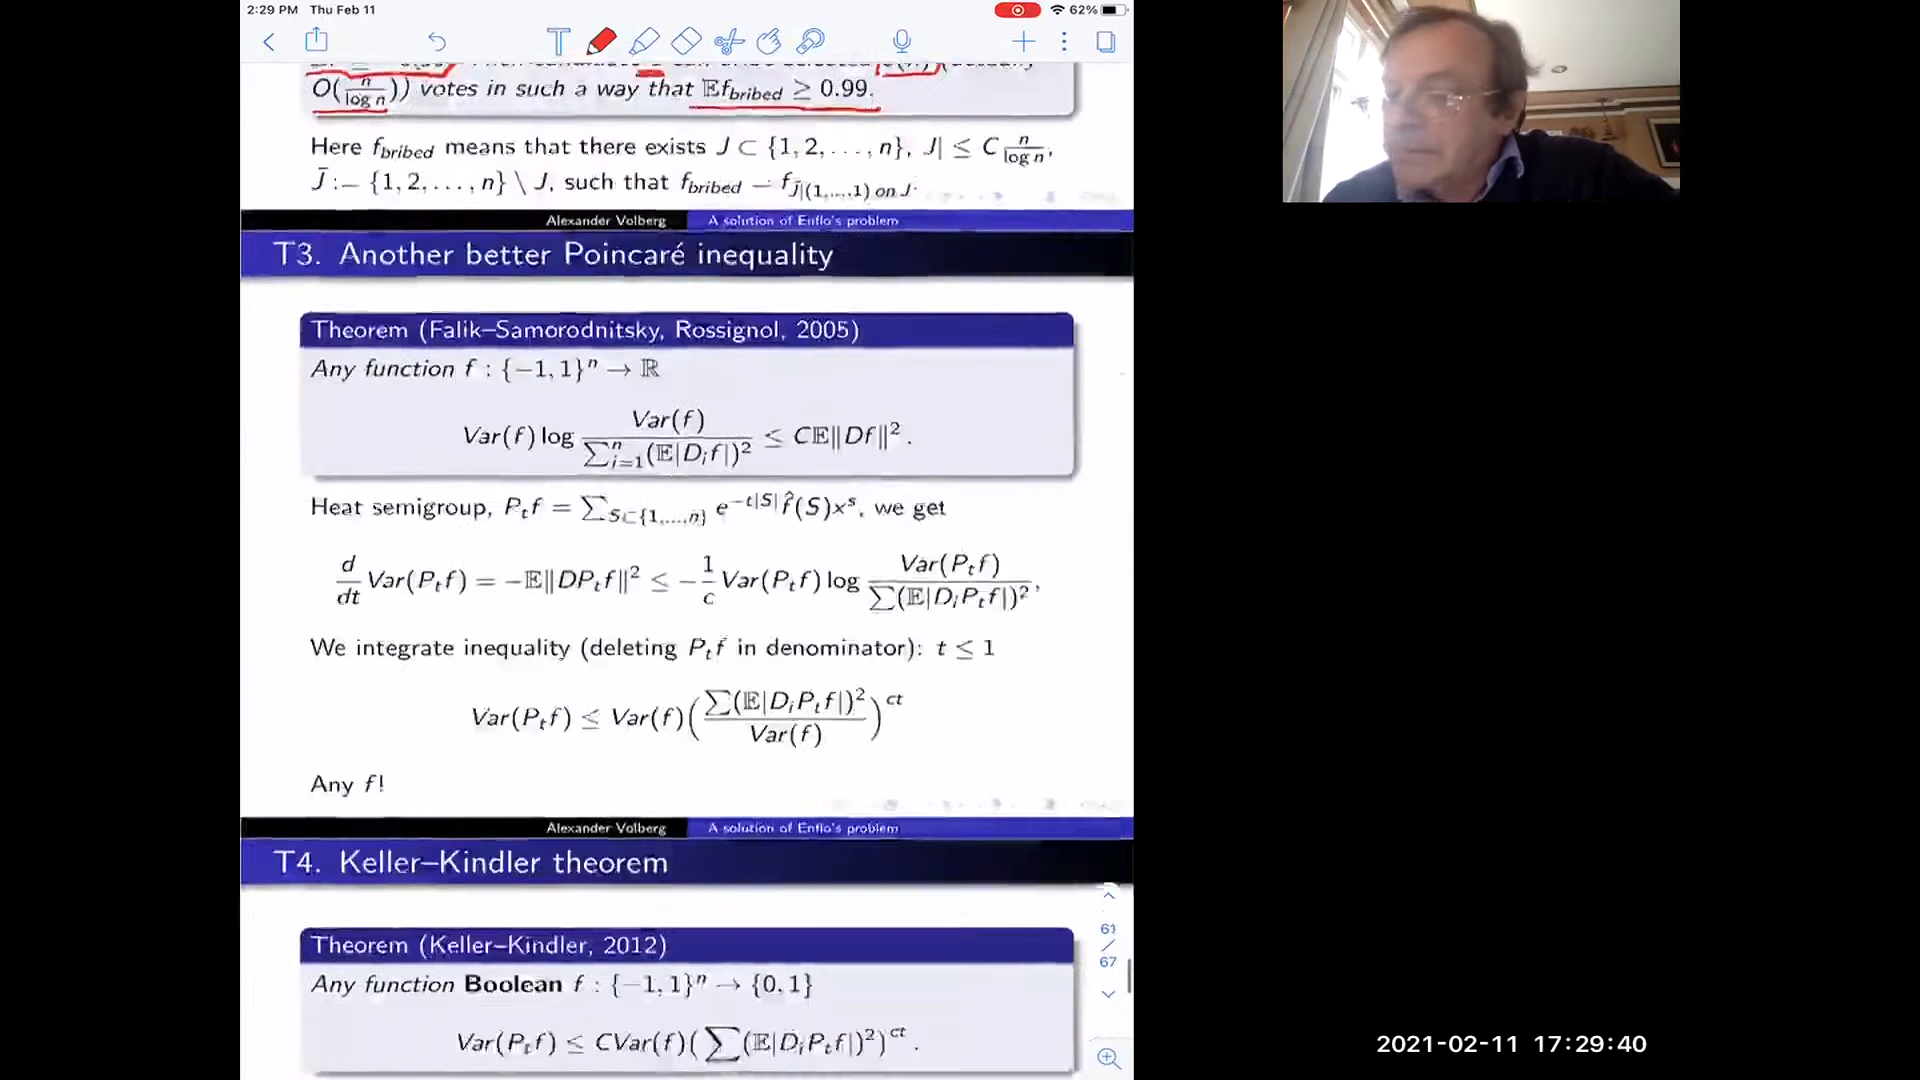 2:29 PM Thu Feb 11
62%
O(n/log n)) votes in such a way that 𝔼f_bribed ≥ 0.99.
Here f_bribed means that there exists J ⊂ {1, 2, . . . , n}, J| ≤ C n/log n,
J̄ := {1, 2, . . . , n} \ J, such that f_bribed = f_J̄|(1,...,1) on J.
Alexander Volberg A solution of Enflo's problem
T3. Another better Poincaré inequality
Theorem (Falik–Samorodnitsky, Rossignol, 2005)
Any function f : {−1, 1}^n → ℝ
Var(f) log Var(f)/∑_{i=1}^n(𝔼|D_i f|)^2 ≤ C𝔼‖Df‖^2 .
Heat semigroup, P_t f = ∑_{S⊂{1,...,n}} e^{−t|S|} f̂(S)x^s, we get
d/dt Var(P_t f) = −𝔼‖DP_t f‖^2 ≤ −1/c Var(P_t f) log Var(P_t f)/∑(𝔼|D_i P_t f|)^2,
We integrate inequality (deleting P_t f in denominator): t ≤ 1
Var(P_t f) ≤ Var(f)(∑(𝔼|D_i P_t f|)^2/Var(f))^{ct}
Any f!
Alexander Volberg A solution of Enflo's problem
T4. Keller–Kindler theorem
Theorem (Keller–Kindler, 2012)
Any function Boolean f : {−1, 1}^n → {0, 1}
Var(P_t f) ≤ CVar(f)(∑(𝔼|D_i P_t f|)^2)^{ct} .
61
/
67
2021-02-11 17:29:40